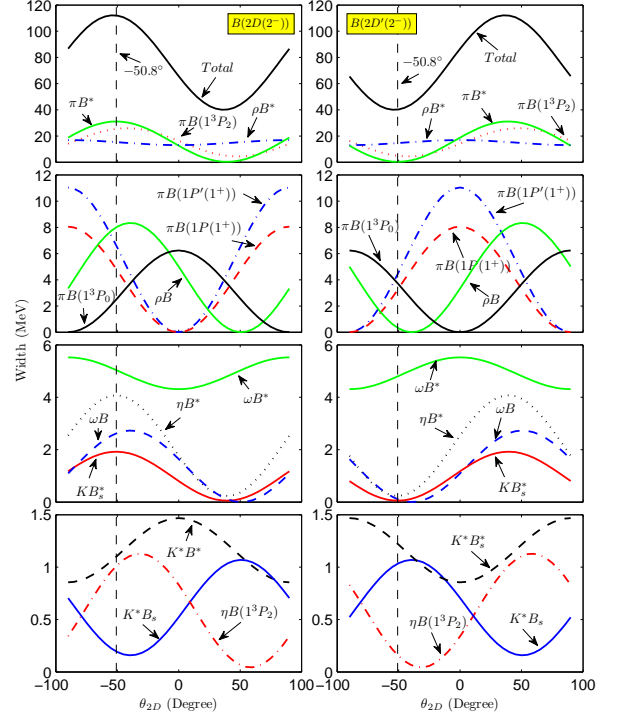 B(2D(2⁻))
120
100
80
60
40
20
0
−50.8°
Total
πB*
πB(1³P₂)
ρB*
B(2D′(2⁻))
−50.8°
Total
ρB*
πB*
πB(1³P₂)
12
10
8
6
4
2
0
πB(1P′(1⁺))
πB(1P(1⁺))
πB(1³P₀)
ρB
πB(1P′(1⁺))
πB(1³P₀)
πB(1P(1⁺))
ρB
Width (MeV)
6
4
2
0
ωB*
ηB*
ωB
KB*ₛ
ωB*
ηB*
ωB
KB*ₛ
1.5
1
0.5
0
K*B*
K*Bₛ
ηB(1³P₂)
K*B*ₛ
ηB(1³P₂)
K*Bₛ
−100 −50 0 50 100
−100 −50 0 50 100
θ₂D (Degree)
θ₂D (Degree)